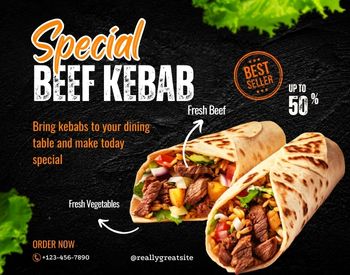 Special
BEEF KEBAB
BEST
SELLER
UP TO
50 %
Fresh Beef
Bring kebabs to your dining
table and make today
special
Fresh Vegetables
ORDER NOW
+123-456-7890
@reallygreatsite